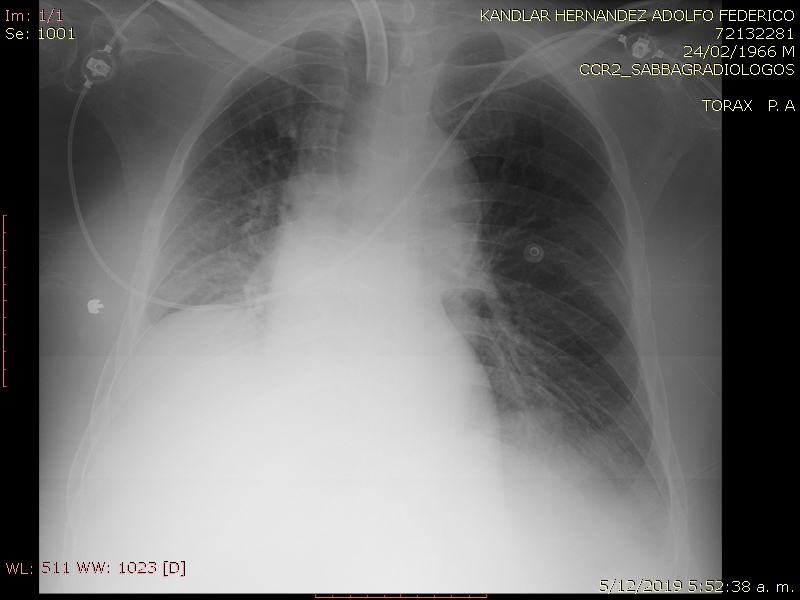 Im: 1/1
Se: 1001
KANDLAR HERNANDEZ ADOLFO FEDERICO
72132281
24/02/1966 M
CCR2_SABBAGRADIOLOGOS
TORAX P. A
WL: 511 WW: 1023 [D]
5/12/2019 5:52:38 a. m.